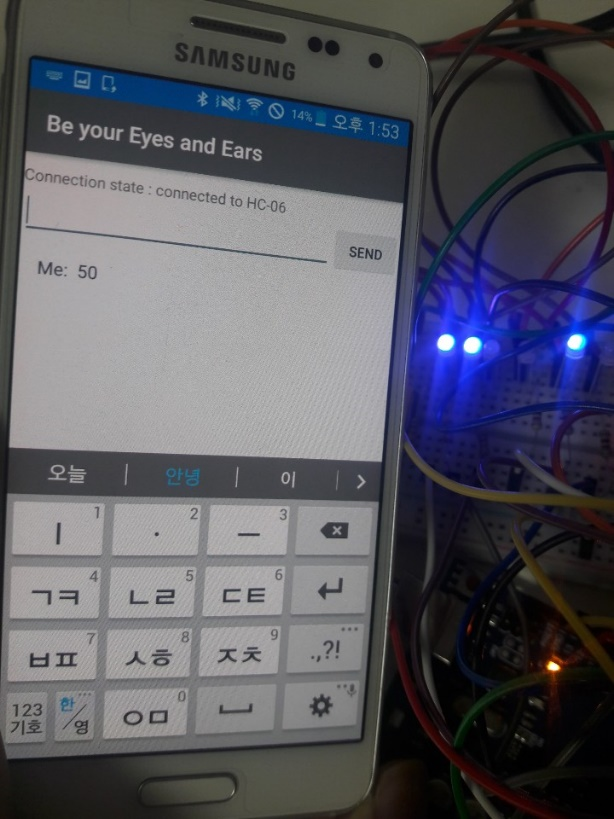 SAMSUNG
14% 오후 1:53
Be your Eyes and Ears
Connection state : connected to HC-06
SEND
Me: 50
오늘 | 안녕 | 이 >
ㅣ 1 · 2 ㅡ 3
ㄱㅋ 4 ㄴㄹ 5 ㄷㅌ 6
ㅂㅍ 7 ㅅㅎ 8 ㅈㅊ 9 .,?!
123 기호 한/영 ㅇㅁ 0